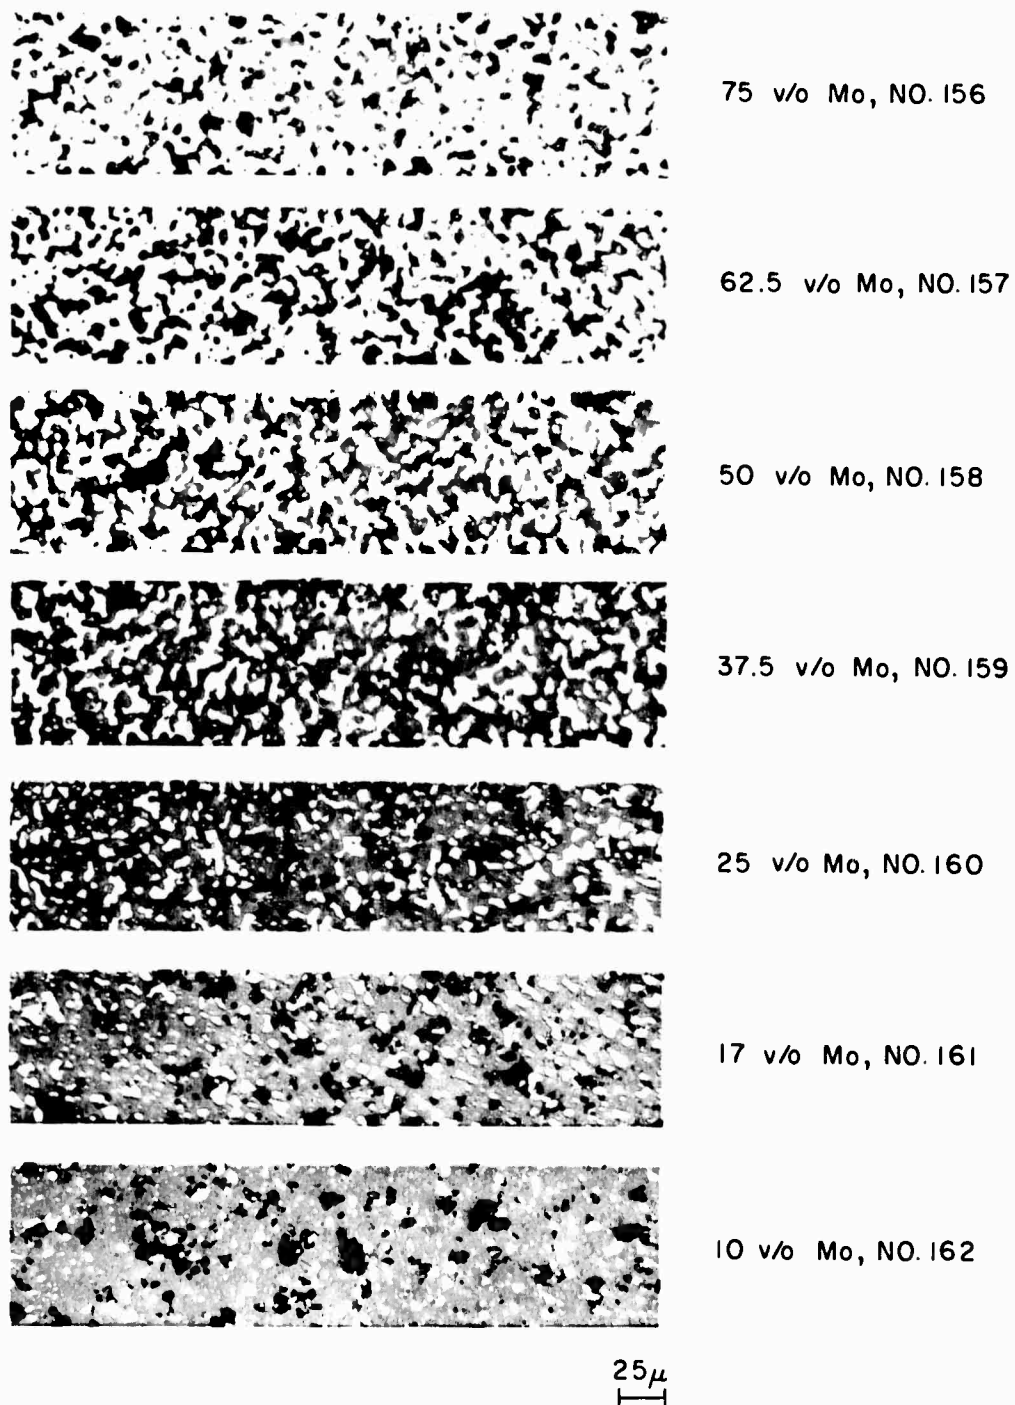 75 v/o Mo, NO. 156
62.5 v/o Mo, NO. 157
50 v/o Mo, NO. 158
37.5 v/o Mo, NO. 159
25 v/o Mo, NO. 160
17 v/o Mo, NO. 161
10 v/o Mo, NO. 162
25μ